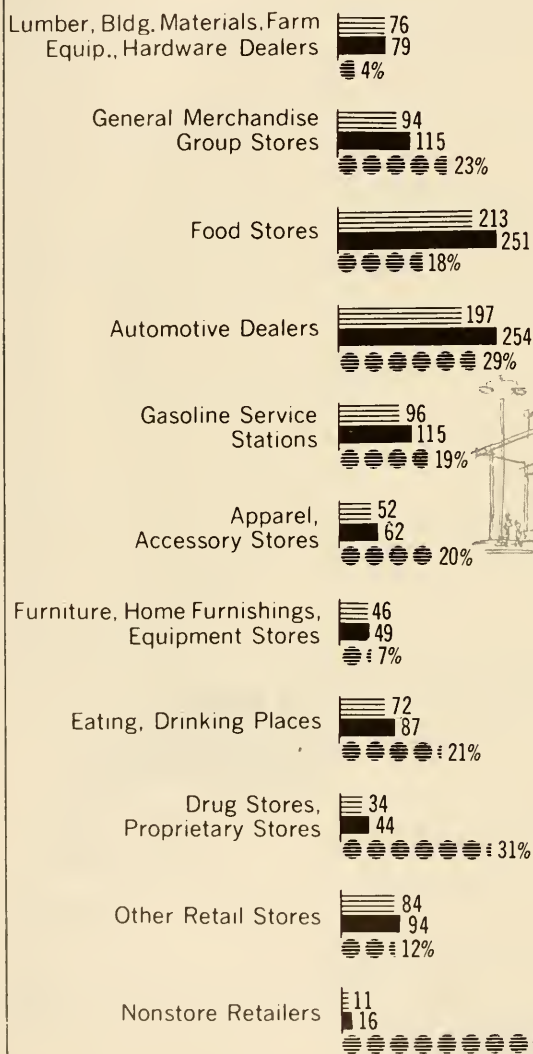 Lumber, Bldg. Materials, Farm
Equip., Hardware Dealers
76
79
4%
General Merchandise
Group Stores
94
115
23%
Food Stores
213
251
18%
Automotive Dealers
197
254
29%
Gasoline Service
Stations
96
115
19%
Apparel,
Accessory Stores
52
62
20%
Furniture, Home Furnishings,
Equipment Stores
46
49
7%
Eating, Drinking Places
72
87
21%
Drug Stores,
Proprietary Stores
34
44
31%
Other Retail Stores
84
94
12%
Nonstore Retailers
11
16